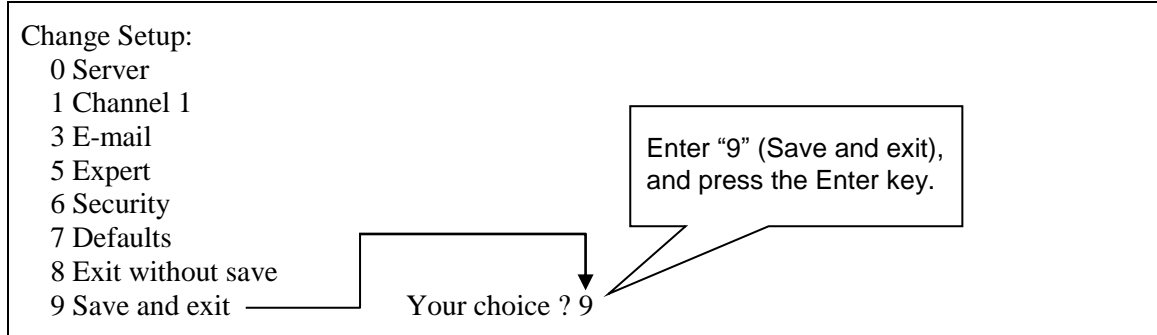 Change Setup:
0 Server
1 Channel 1
3 E-mail
5 Expert
6 Security
7 Defaults
8 Exit without save
9 Save and exit
Your choice ? 9
Enter “9” (Save and exit),
and press the Enter key.